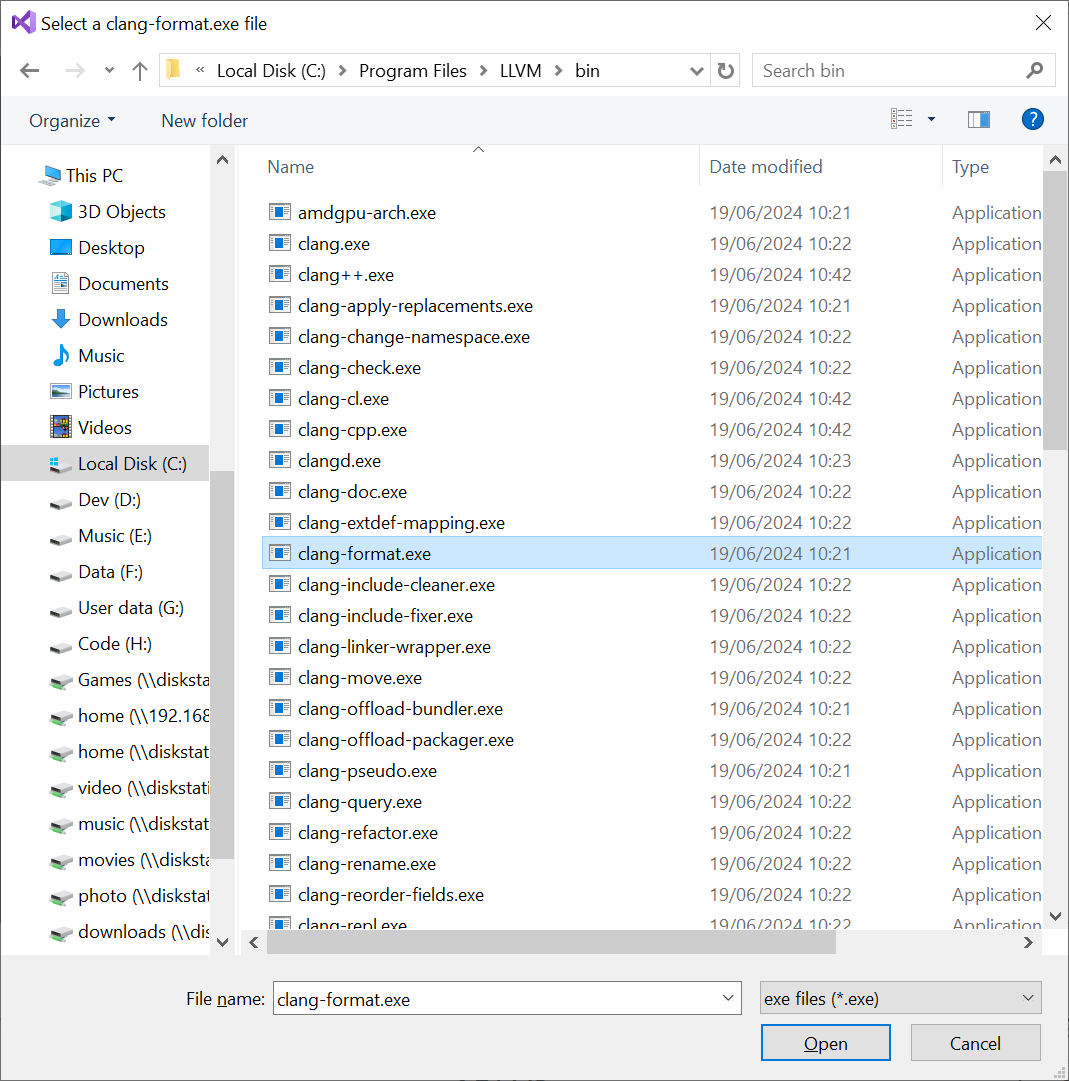 Select a clang-format.exe file
« Local Disk (C:) > Program Files > LLVM > bin
Search bin
Organize
New folder
?
This PC
3D Objects
Desktop
Documents
Downloads
Music
Pictures
Videos
Local Disk (C:)
Dev (D:)
Music (E:)
Data (F:)
User data (G:)
Code (H:)
Games (\\disksta
home (\\192.168
home (\\diskstat
video (\\diskstati
music (\\diskstat
movies (\\disksta
photo (\\diskstat
downloads (\\dis
Name Date modified Type
amdgpu-arch.exe 19/06/2024 10:21 Application
clang.exe 19/06/2024 10:22 Application
clang++.exe 19/06/2024 10:42 Application
clang-apply-replacements.exe 19/06/2024 10:21 Application
clang-change-namespace.exe 19/06/2024 10:22 Application
clang-check.exe 19/06/2024 10:22 Application
clang-cl.exe 19/06/2024 10:42 Application
clang-cpp.exe 19/06/2024 10:42 Application
clangd.exe 19/06/2024 10:23 Application
clang-doc.exe 19/06/2024 10:22 Application
clang-extdef-mapping.exe 19/06/2024 10:22 Application
clang-format.exe 19/06/2024 10:21 Application
clang-include-cleaner.exe 19/06/2024 10:22 Application
clang-include-fixer.exe 19/06/2024 10:22 Application
clang-linker-wrapper.exe 19/06/2024 10:22 Application
clang-move.exe 19/06/2024 10:22 Application
clang-offload-bundler.exe 19/06/2024 10:21 Application
clang-offload-packager.exe 19/06/2024 10:22 Application
clang-pseudo.exe 19/06/2024 10:21 Application
clang-query.exe 19/06/2024 10:22 Application
clang-refactor.exe 19/06/2024 10:22 Application
clang-rename.exe 19/06/2024 10:22 Application
clang-reorder-fields.exe 19/06/2024 10:22 Application
clang-repl.exe 19/06/2024 10:22 Application
File name: clang-format.exe
exe files (*.exe)
Open
Cancel